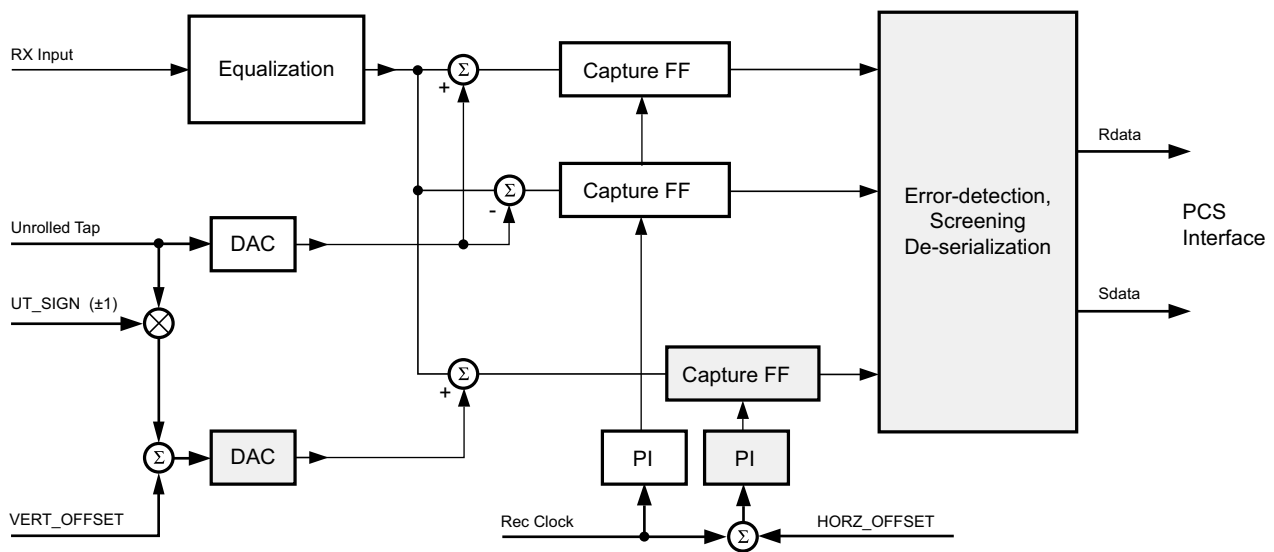 RX Input
Equalization
Σ
+
Capture FF
Capture FF
Σ
-
Unrolled Tap
DAC
UT_SIGN (±1)
Error-detection,
Screening
De-serialization
Rdata
PCS
Interface
Sdata
Σ
+
Capture FF
Σ
DAC
PI
PI
VERT_OFFSET
Rec Clock
Σ
HORZ_OFFSET